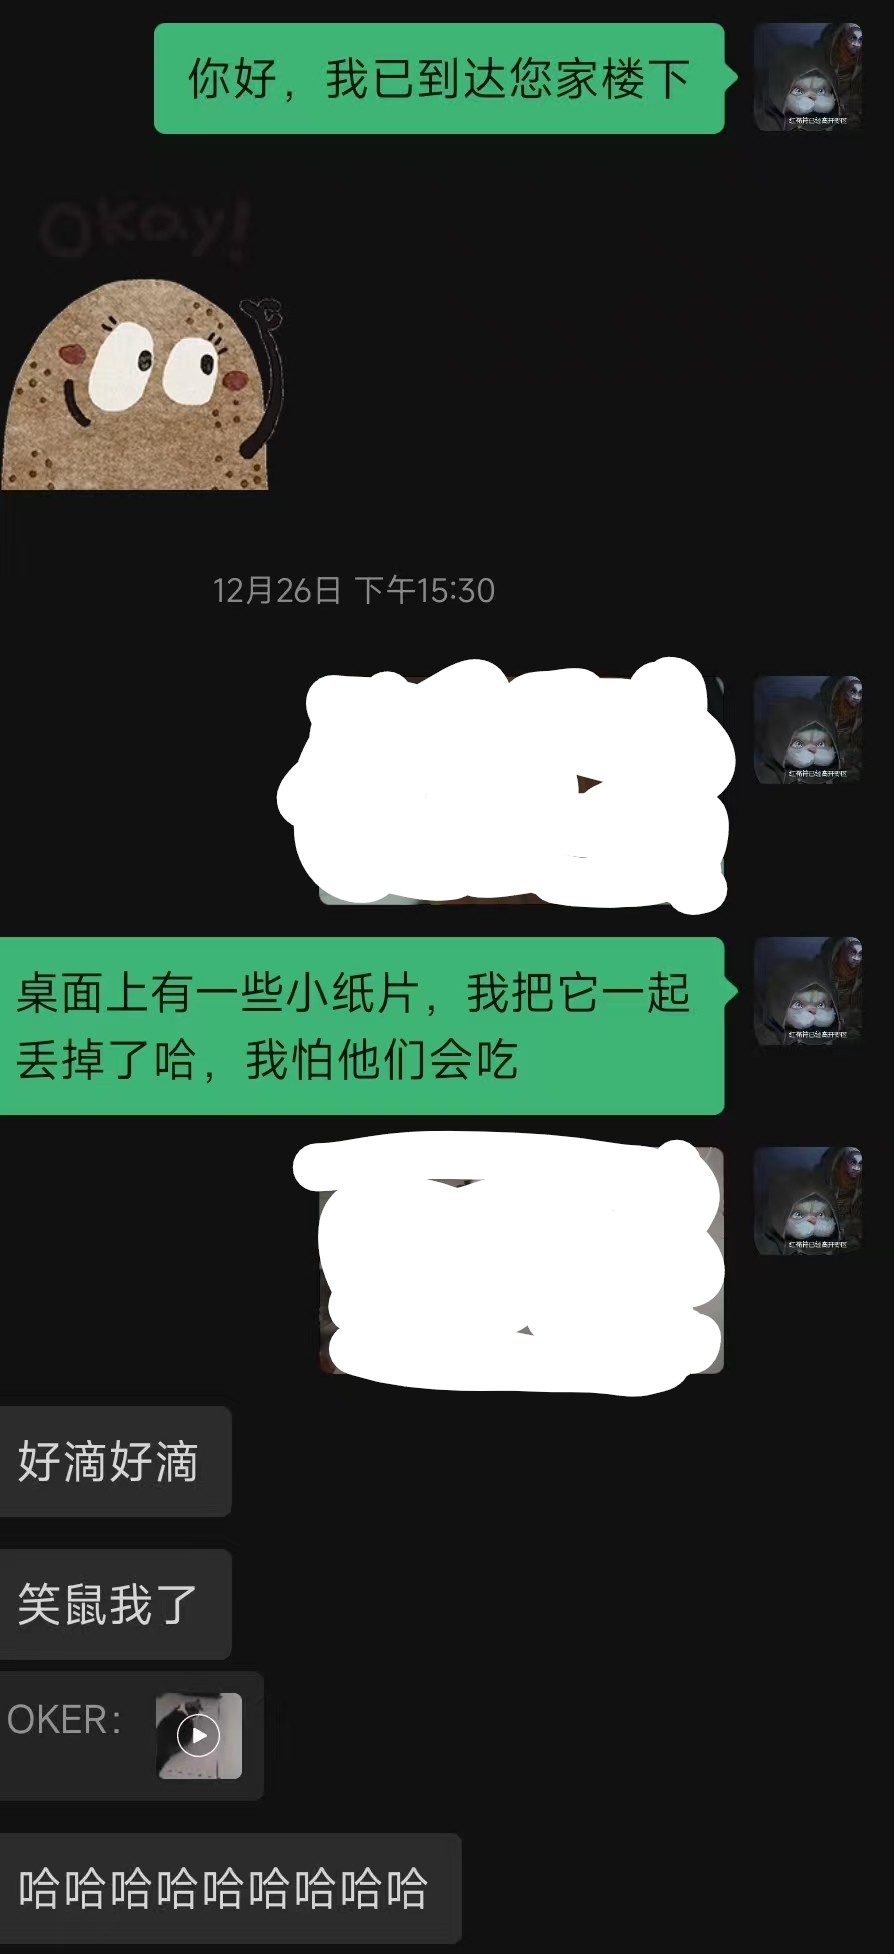 你好，我已到达您家楼下
Okay!
12月26日 下午15:30
桌面上有一些小纸片，我把它一起
丢掉了哈，我怕他们会吃
好滴好滴
笑鼠我了
OKER：
哈哈哈哈哈哈哈哈哈